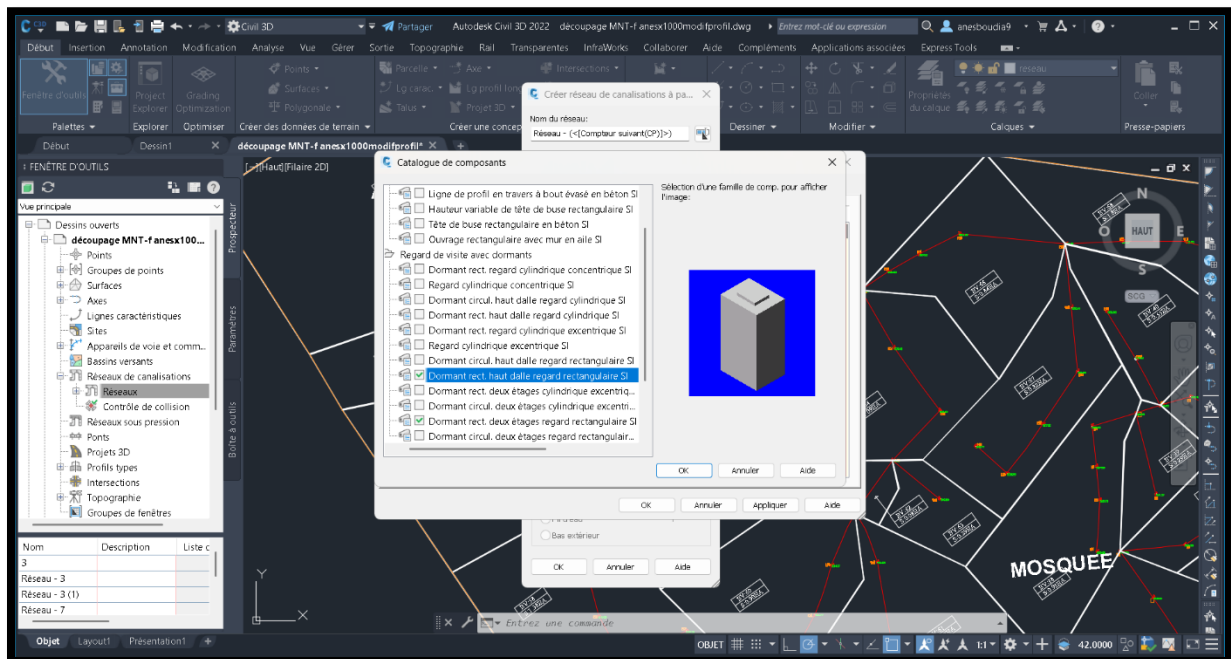 C 3D
Civil 3D
Partager
Autodesk Civil 3D 2022 découpage MNT-f anesx1000modifprofil.dwg
Entrez mot-clé ou expression
anesboudia9
Début Insertion Annotation Modification Analyse Vue Gérer Sortie Topographie Rail Transparentes InfraWorks Collaborer Aide Compléments Applications associées Express Tools
Fenêtre d'outils
Project Explorer
Grading Optimization
Points
Surfaces
Polygonale
Parcelle
Lg carac.
Talus
Axe
Lg profil long
Projet 3D
Intersections
Propriétés du calque
reseau
Coller
Palettes Explorer Optimiser Créer des données de terrain Créer une concep Dessiner Modifier Calques Presse-papiers
Début Dessin1 découpage MNT-f anesx1000modifprofil*
FENÊTRE D'OUTILS
Vue principale
Dessins ouverts
découpage MNT-f anesx100...
Points
Groupes de points
Surfaces
Axes
Lignes caractéristiques
Sites
Appareils de voie et comm...
Bassins versants
Réseaux de canalisations
Réseaux
Contrôle de collision
Réseaux sous pression
Ponts
Projets 3D
Profils types
Intersections
Topographie
Groupes de fenêtres
Prospecteur
Paramètres
Topographie
Boîte à outils
Nom Description Liste c
3
Réseau - 3
Réseau - 3 (1)
Réseau - 7
[-][Haut][Filaire 2D]
Créer réseau de canalisations à pa...
Nom du réseau:
Réseau - (<[Compteur suivant(CP)]>)
Catalogue de composants
Ligne de profil en travers à bout évasé en béton SI
Hauteur variable de tête de buse rectangulaire SI
Tête de buse rectangulaire en béton SI
Ouvrage rectangulaire avec mur en aile SI
Regard de visite avec dormants
Dormant rect. regard cylindrique concentrique SI
Regard cylindrique concentrique SI
Dormant circul. haut dalle regard cylindrique SI
Dormant rect. haut dalle regard cylindrique SI
Dormant rect. regard cylindrique excentrique SI
Regard cylindrique excentrique SI
Dormant circul. haut dalle regard rectangulaire SI
Dormant rect. haut dalle regard rectangulaire SI
Dormant rect. deux étages cylindrique excentriq...
Dormant circul. deux étages cylindrique excentri...
Dormant rect. deux étages regard rectangulaire SI
Dormant circul. deux étages regard rectangulair...
Sélection d'une famille de comp. pour afficher
l'image:
OK Annuler Aide
OK Annuler Appliquer Aide
Bas extérieur
OK Annuler Aide
N
O HAUT E
S
SCG
MOSQUEE
Y
X
Entrez une commande
Objet Layout1 Présentation1 +
OBJET
1:1
42.0000